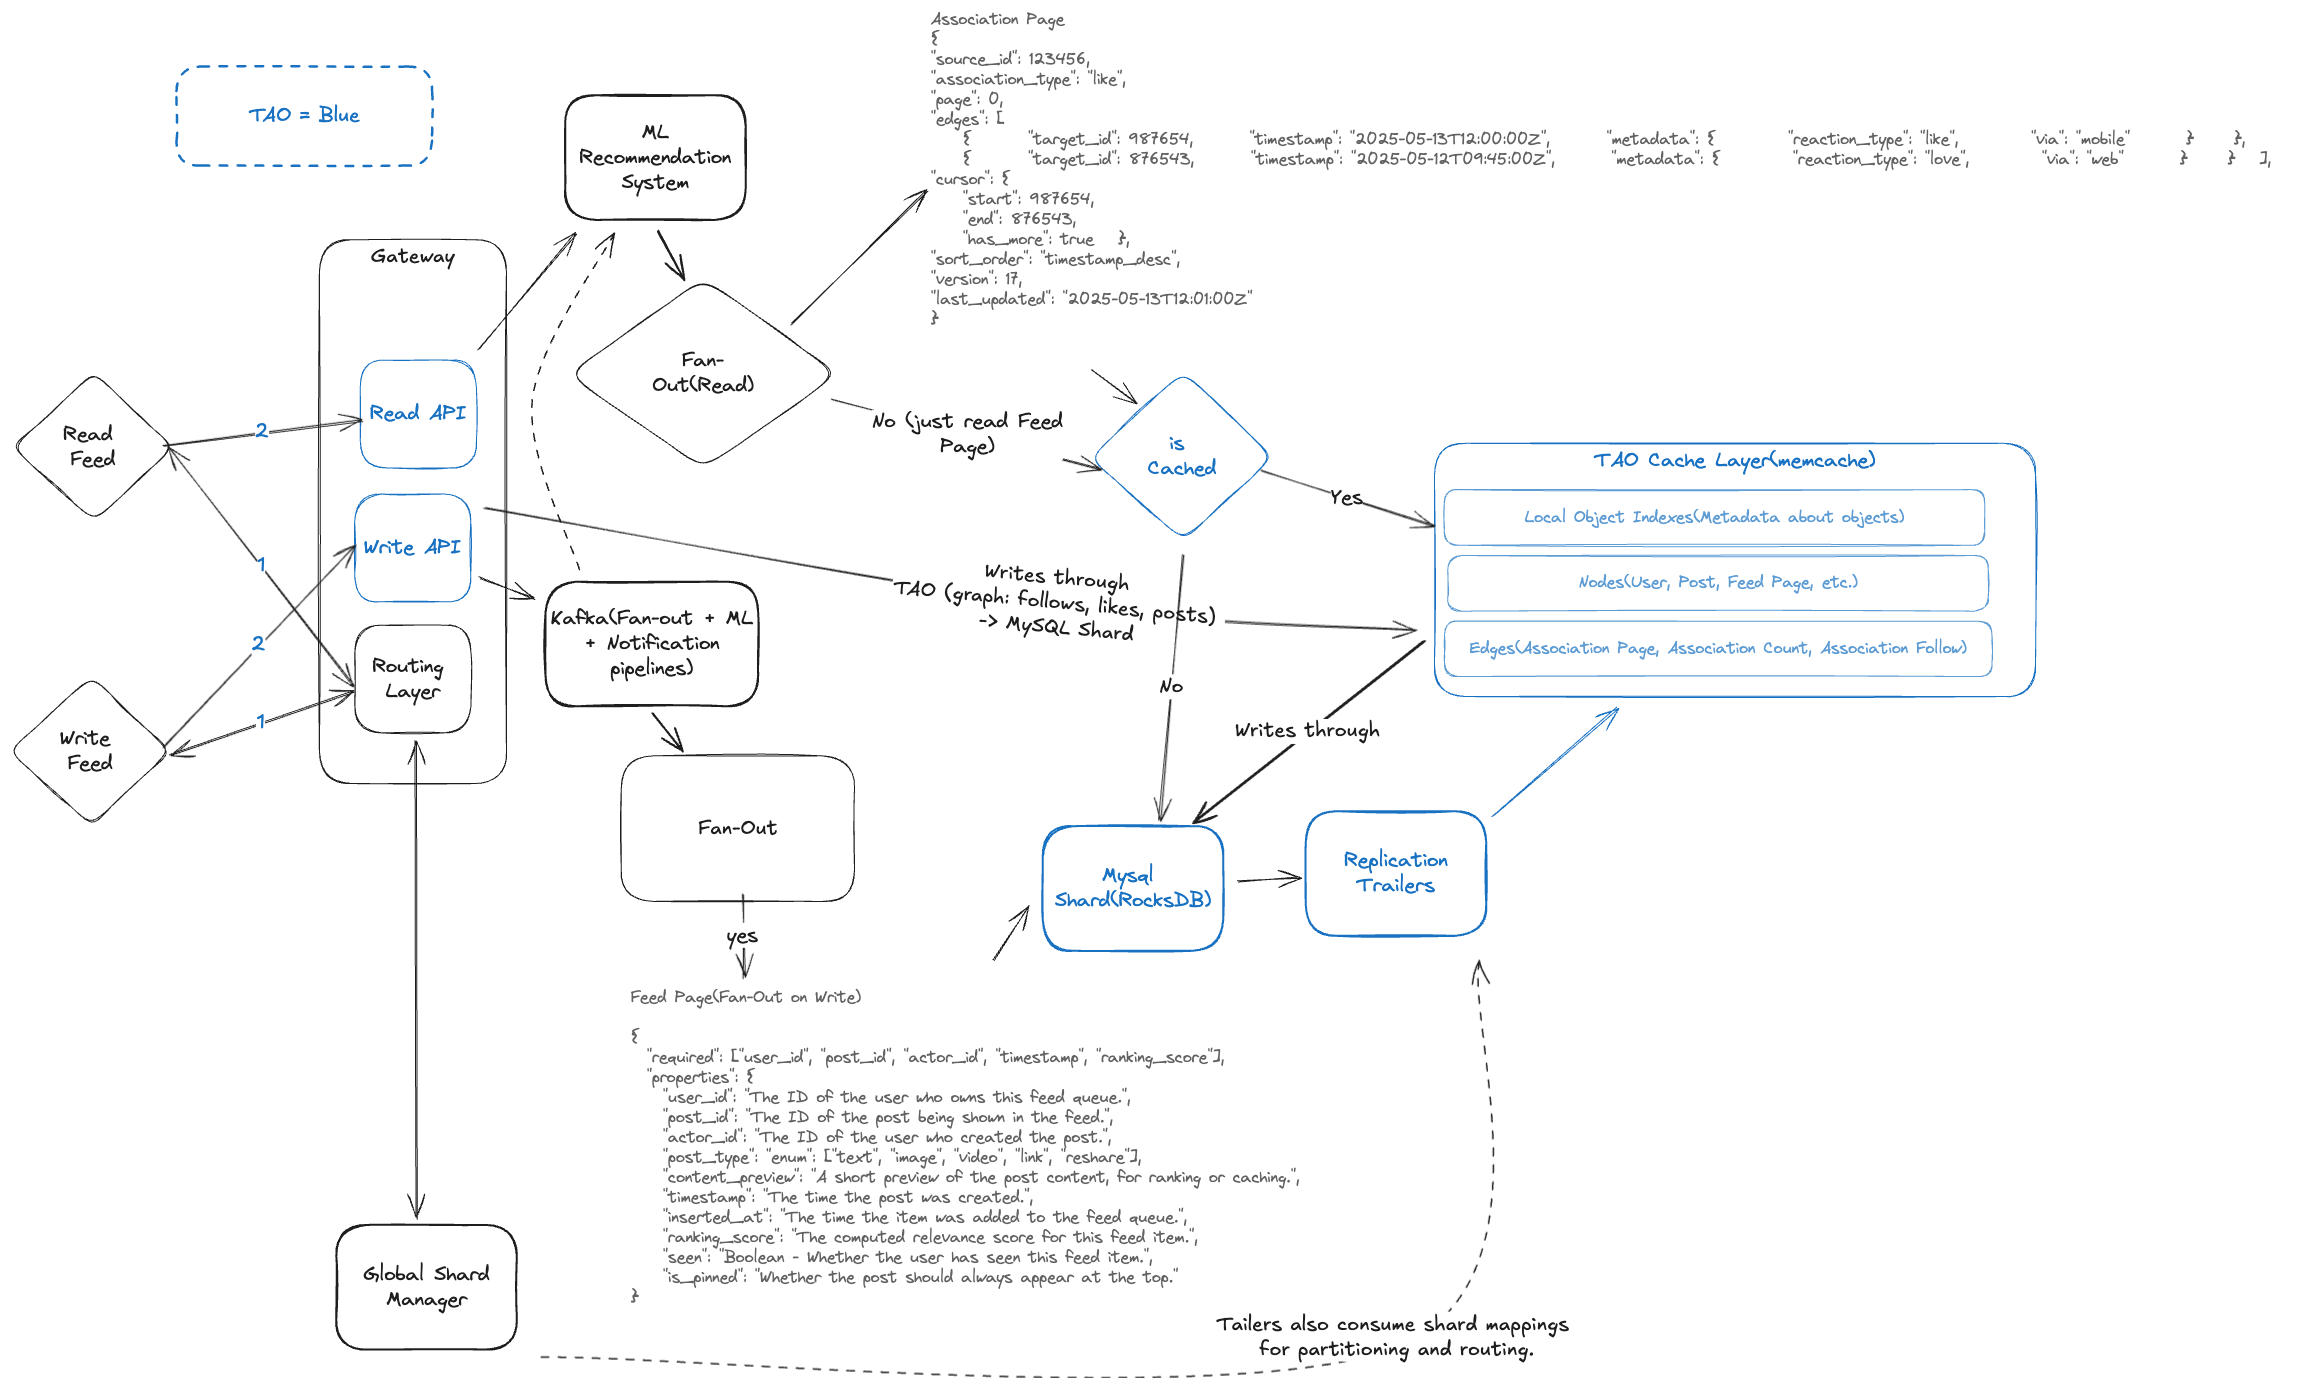 Association Page
{
"source_id": 123456,
"association_type": "like",
"page": 0,
"edges": [
{ "target_id": 987654, "timestamp": "2025-05-13T12:00:00Z", "metadata": { "reaction_type": "like", "via": "mobile" } },
{ "target_id": 876543, "timestamp": "2025-05-12T09:45:00Z", "metadata": { "reaction_type": "love", "via": "web" } } ],
"cursor": {
"start": 987654,
"end": 876543,
"has_more": true },
"sort_order": "timestamp_desc",
"version": 17,
"last_updated": "2025-05-13T12:01:00Z"
}
TAO = Blue
ML
Recommendation
System
Gateway
Fan-
Out(Read)
Read API
Read
Feed
2
No (just read Feed
Page)
is
Cached
Yes
TAO Cache Layer(memcache)
Local Object Indexes(Metadata about objects)
Nodes(User, Post, Feed Page, etc.)
Edges(Association Page, Association Count, Association Follow)
Write API
1
2
1
Routing
Layer
Write
Feed
Kafka(Fan-out + ML
+ Notification
pipelines)
Writes through
TAO (graph: follows, likes, posts)
-> MySQL Shard
No
Writes through
Fan-Out
yes
Mysql
Shard(RocksDB)
Replication
Trailers
Feed Page(Fan-Out on Write)
{
"required": ["user_id", "post_id", "actor_id", "timestamp", "ranking_score"],
"properties": {
"user_id": "The ID of the user who owns this feed queue.",
"post_id": "The ID of the post being shown in the feed.",
"actor_id": "The ID of the user who created the post.",
"post_type": "enum": ["text", "image", "video", "link", "reshare"],
"content_preview": "A short preview of the post content, for ranking or caching.",
"timestamp": "The time the post was created.",
"inserted_at": "The time the item was added to the feed queue.",
"ranking_score": "The computed relevance score for this feed item.",
"seen": "Boolean - Whether the user has seen this feed item.",
"is_pinned": "Whether the post should always appear at the top."
}
Global Shard
Manager
Tailers also consume shard mappings
for partitioning and routing.